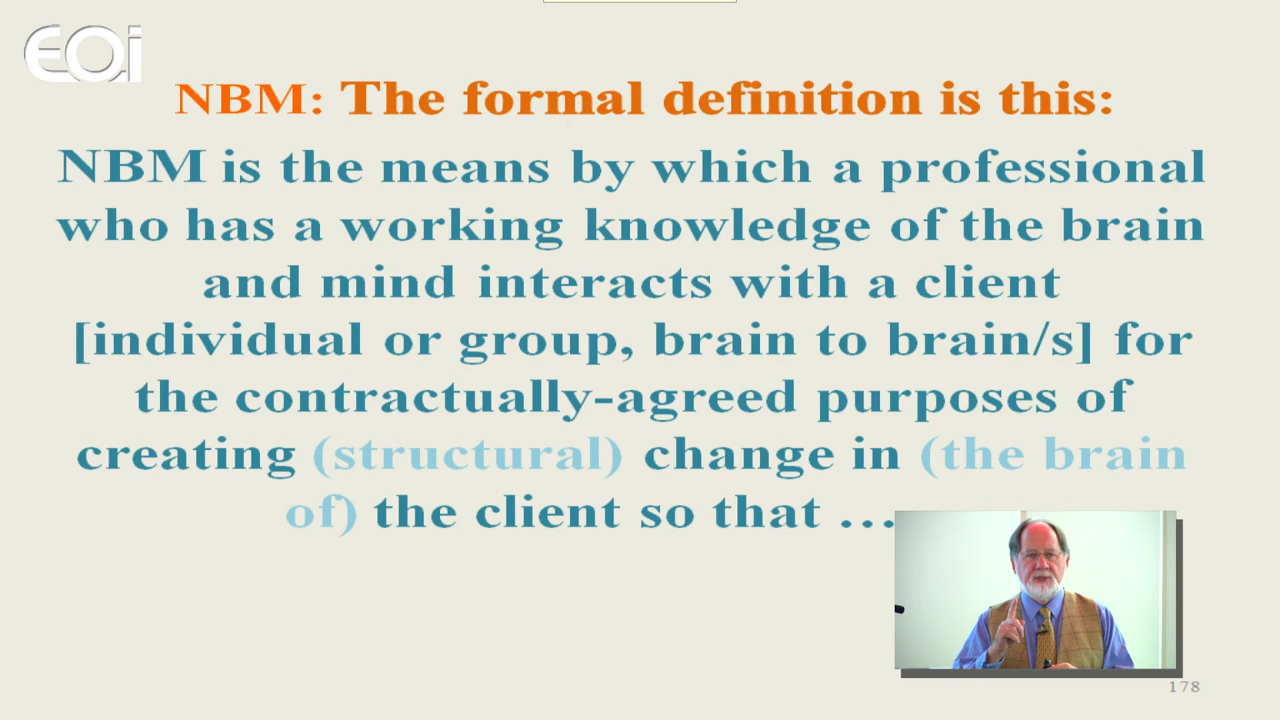 EQi
NBM: The formal definition is this:
NBM is the means by which a professional
who has a working knowledge of the brain
and mind interacts with a client
[individual or group, brain to brain/s] for
the contractually-agreed purposes of
creating (structural) change in (the brain
of) the client so that ...
178